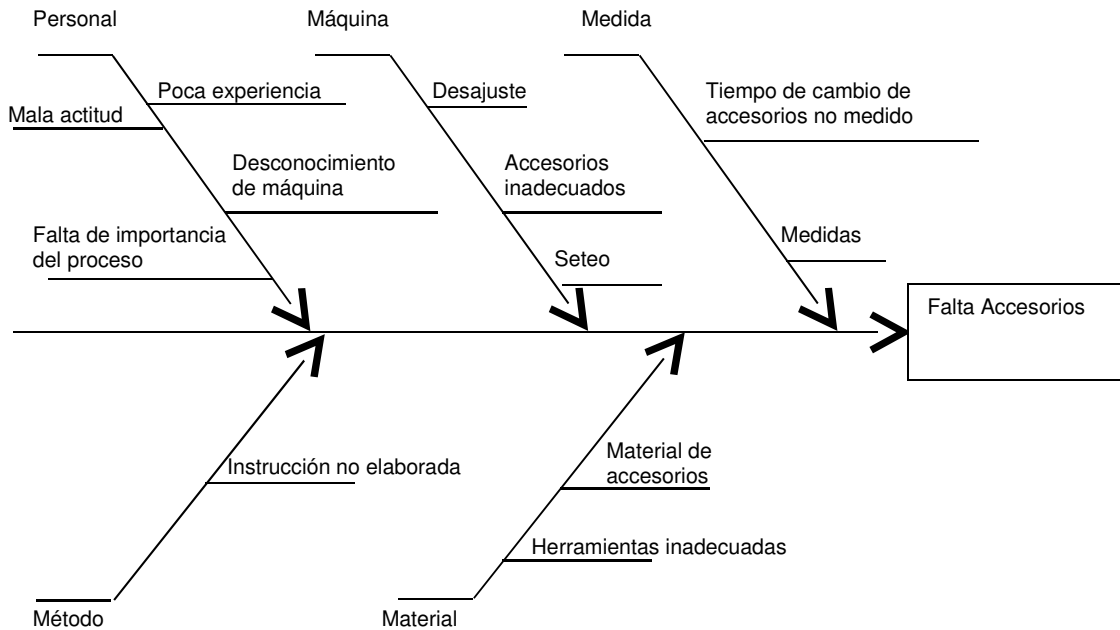 Personal
Máquina
Medida
Poca experiencia
Mala actitud
Desconocimiento
de máquina
Falta de importancia
del proceso
Desajuste
Accesorios
inadecuados
Seteo
Tiempo de cambio de
accesorios no medido
Medidas
Falta Accesorios
Instrucción no elaborada
Material de
accesorios
Herramientas inadecuadas
Método
Material